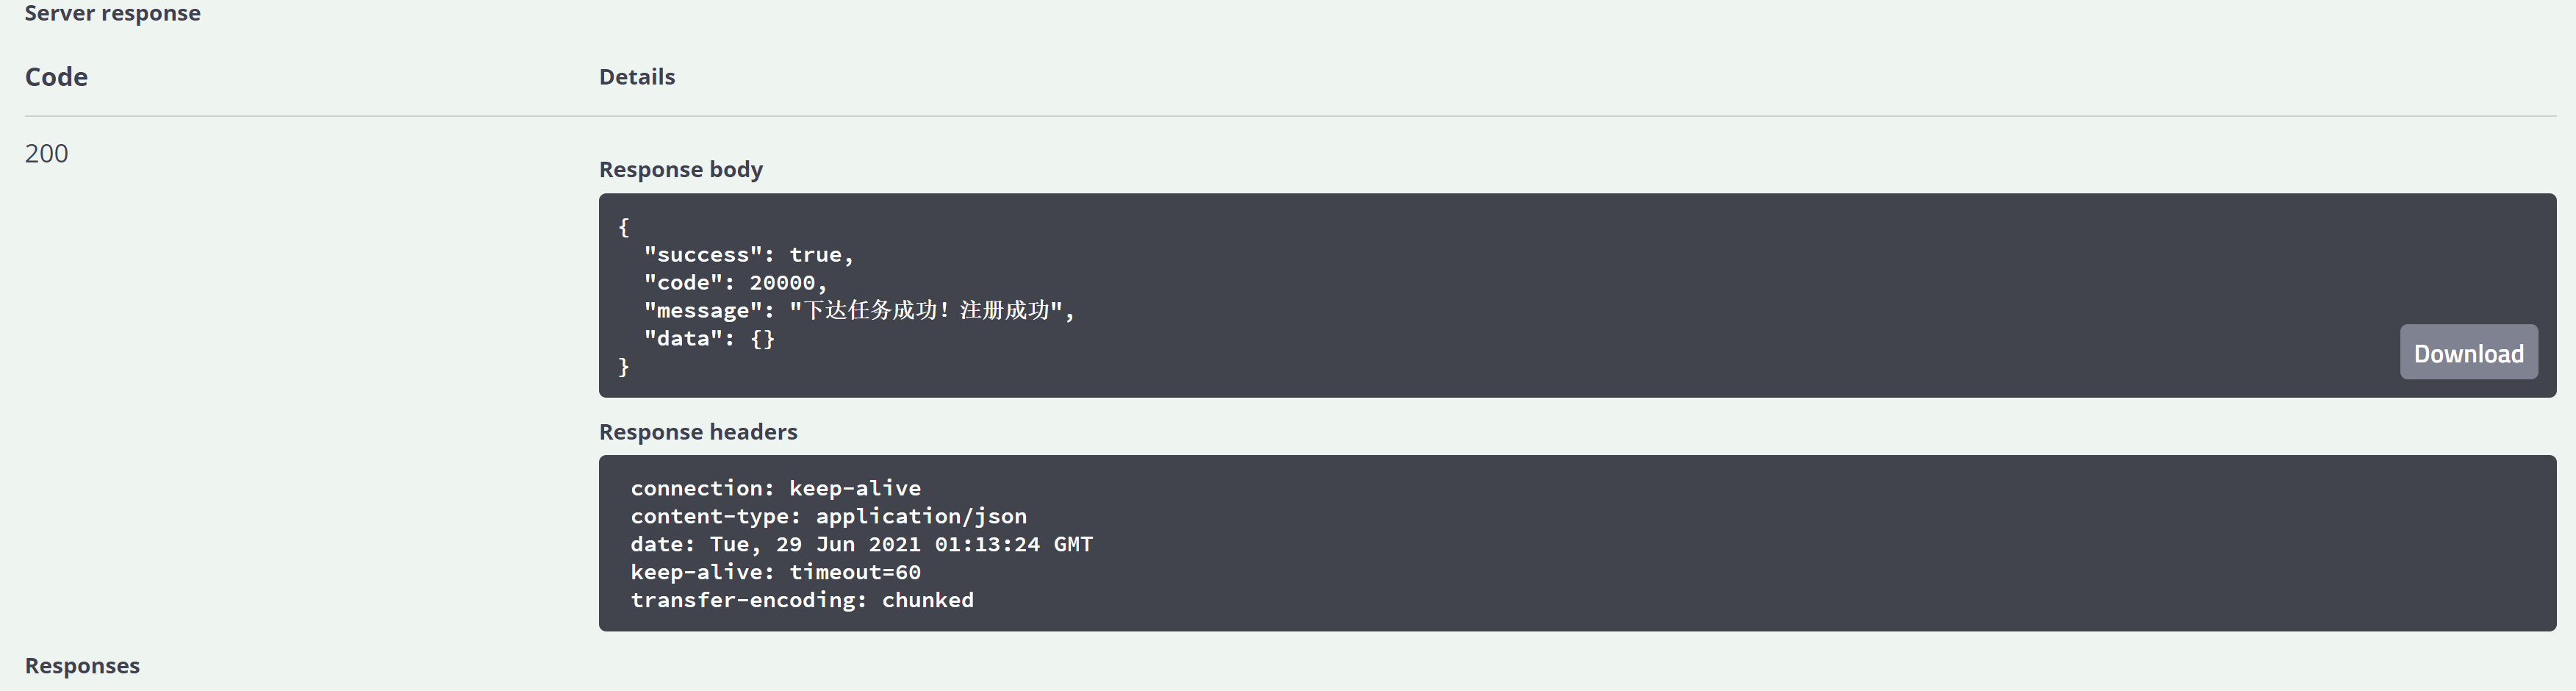 Server response
Code Details
200
Response body
{
"success": true,
"code": 20000,
"message": "下达任务成功！注册成功",
"data": {}
}
Download
Response headers
connection: keep-alive
content-type: application/json
date: Tue, 29 Jun 2021 01:13:24 GMT
keep-alive: timeout=60
transfer-encoding: chunked
Responses